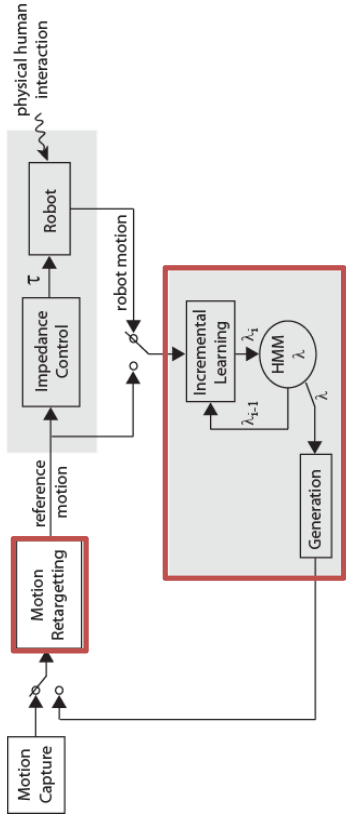 Motion
Capture
Motion
Retargetting
reference
motion
Impedance
Control
τ
Robot
physical human
interaction
robot motion
Incremental
Learning
λi-1
λi
HMM
λ
λ
Generation